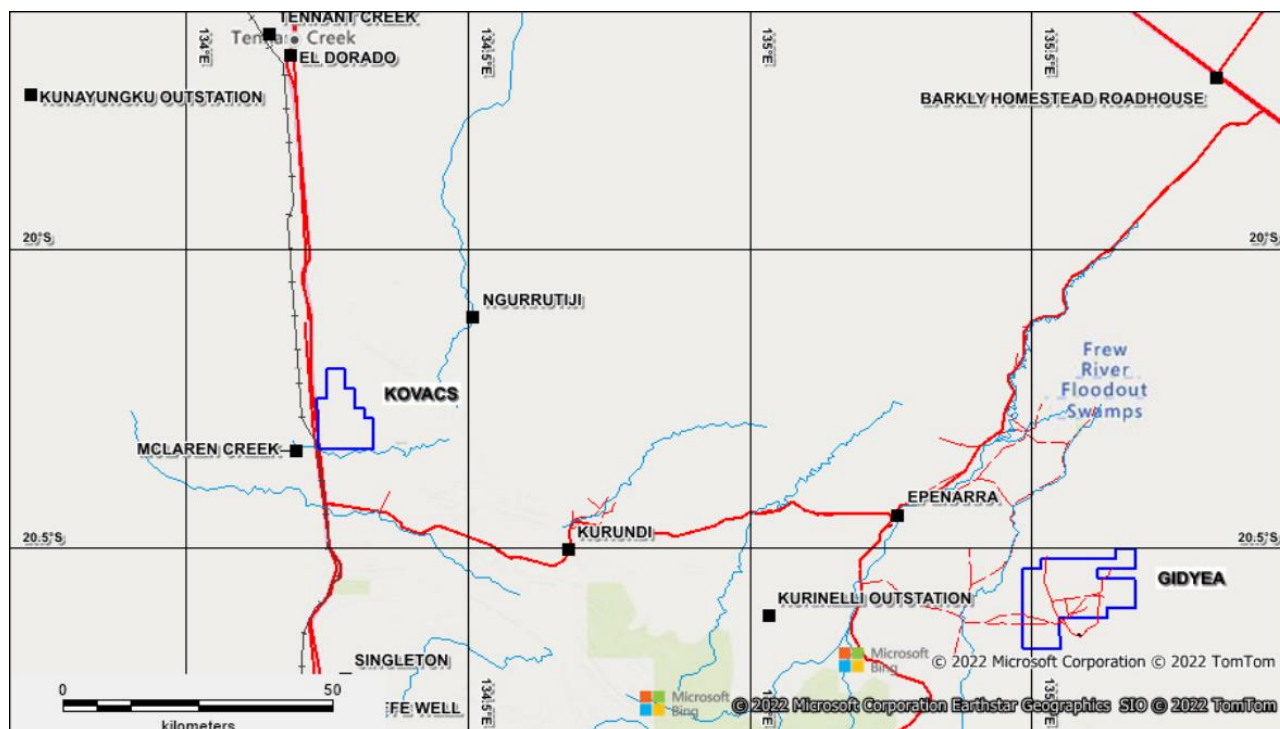 TENNANT CREEK
Tennant Creek
EL DORADO
134°E
134.5°E
135°E
135.5°E
KUNAYUNGKU OUTSTATION
BARKLY HOMESTEAD ROADHOUSE
20°S
20°S
NGURRUTIJI
Frew
River
Floodout
Swamps
KOVACS
MCLAREN CREEK
EPENARRA
KURUNDI
20.5°S
20.5°S
GIDYEA
KURINELLI OUTSTATION
Microsoft
Bing
© 2022 Microsoft Corporation © 2022 TomTom
SINGLETON
0
50
kilometers
FE WELL
134.5°E
Microsoft
Bing
135°E
© 2022 Microsoft Corporation Earthstar Geographics SIO © 2022 TomTom